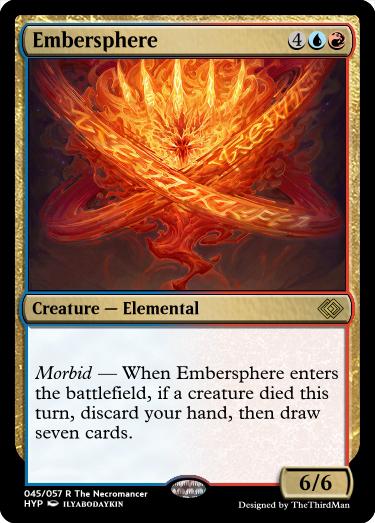 Embersphere 4
Creature — Elemental
Morbid — When Embersphere enters
the battlefield, if a creature died this
turn, discard your hand, then draw
seven cards.
6/6
045/057 R The Necromancer
HYP ILYABODAYKIN
Designed by TheThirdMan